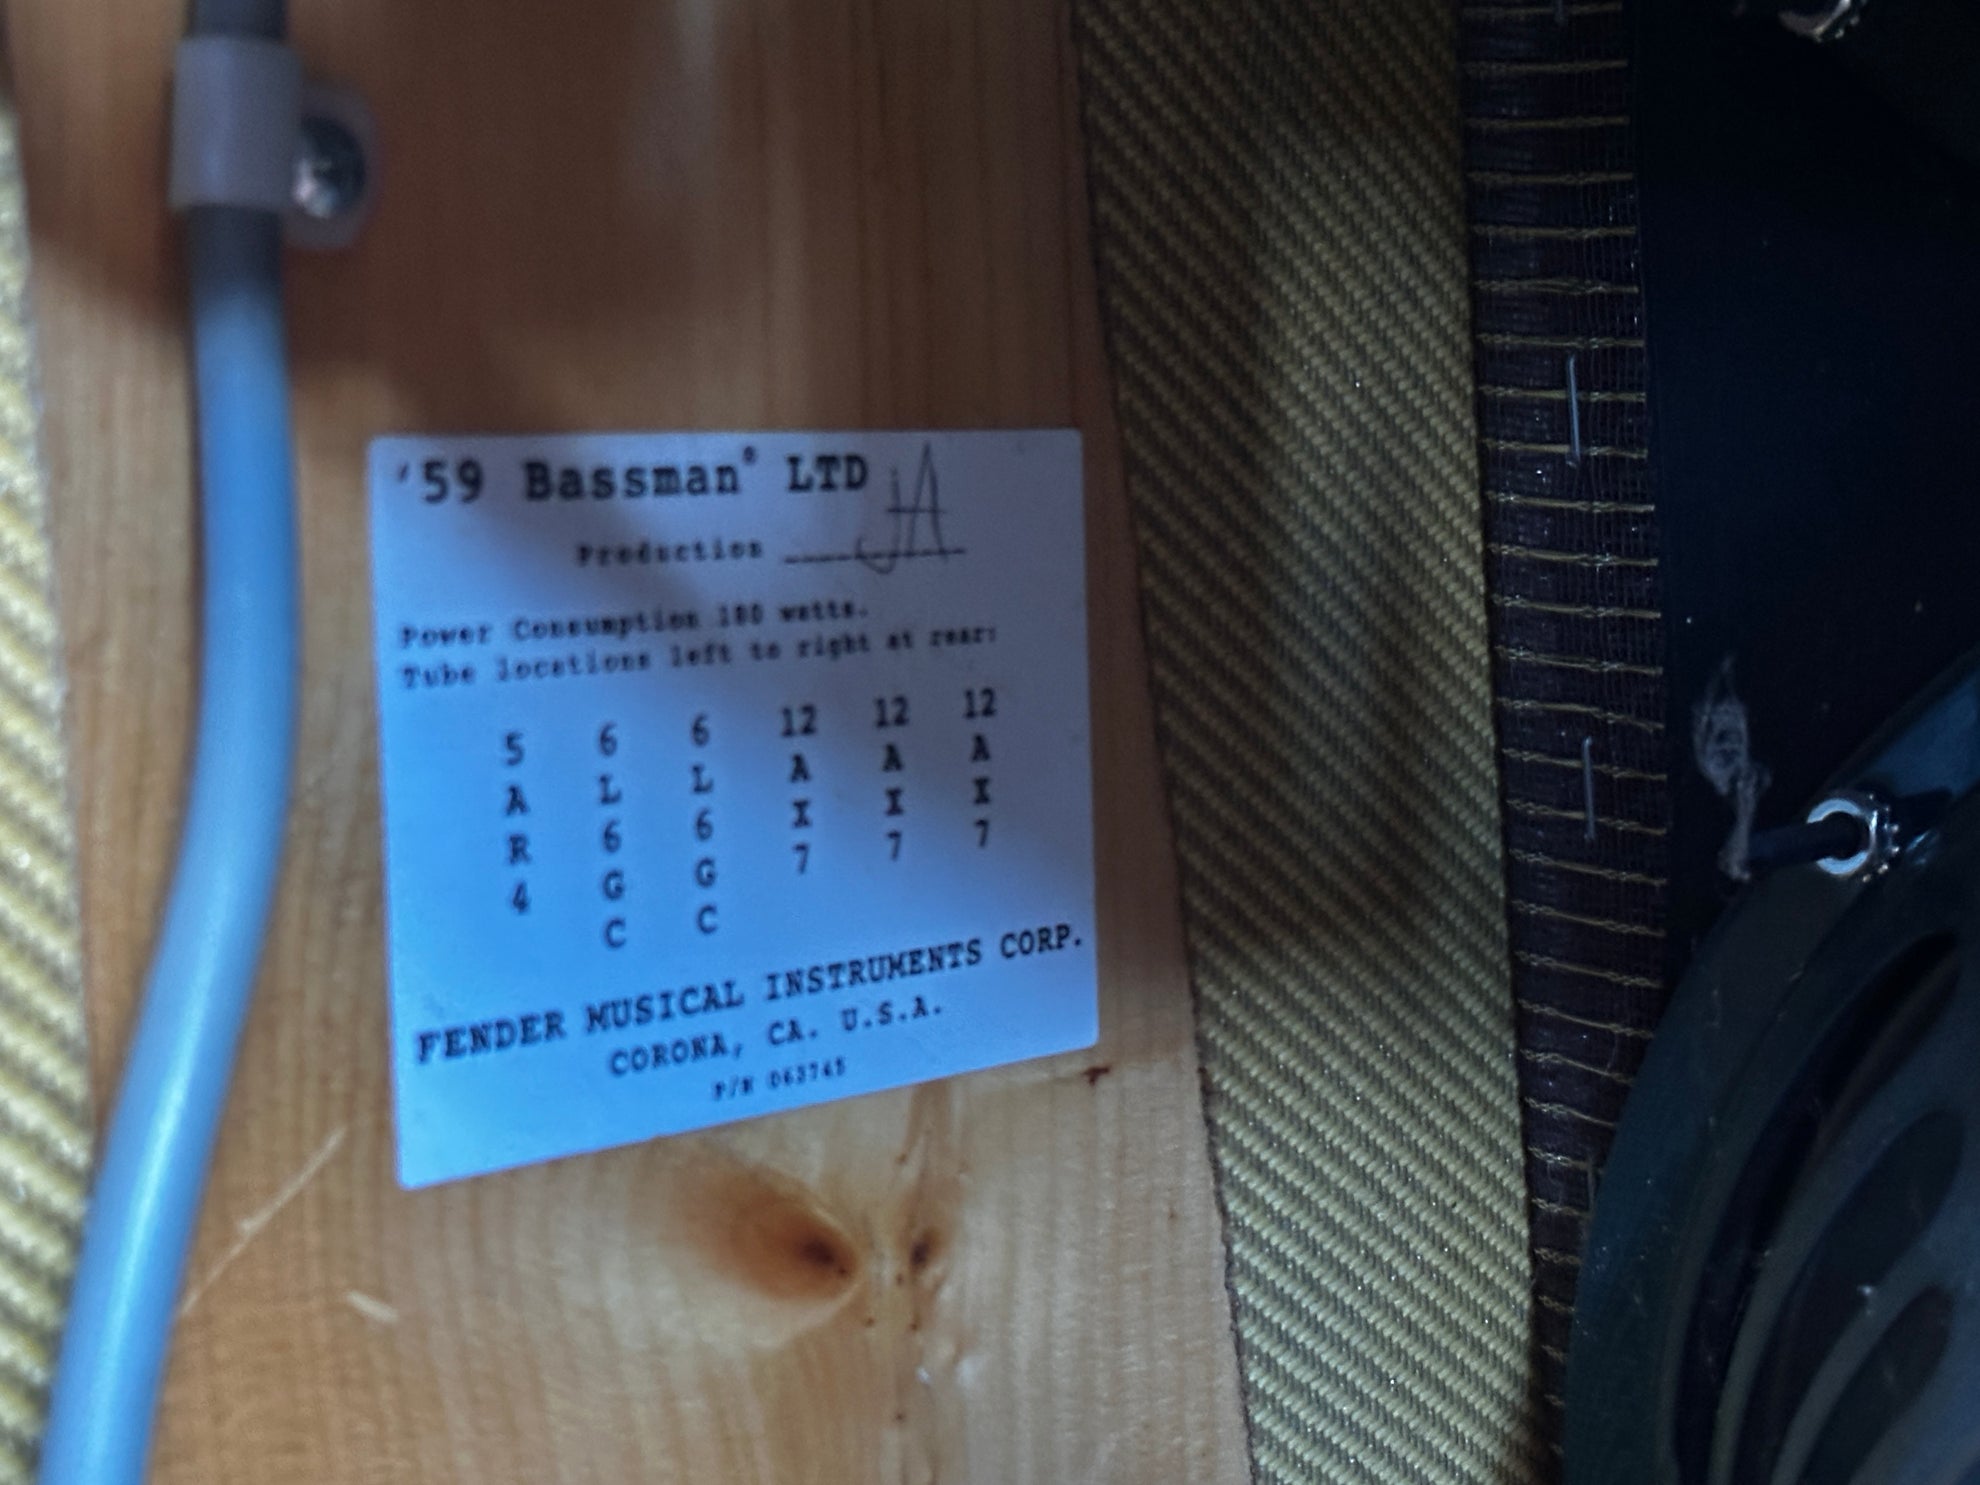 '59 Bassman® LTD
Production JA
Power Consumption 180 watts.
Tube locations left to right at rear:
5 6 6 12 12 12
A L L A A A
R 6 6 X X X
4 G G 7 7 7
C C
FENDER MUSICAL INSTRUMENTS CORP.
CORONA, CA. U.S.A.
P/N 063745